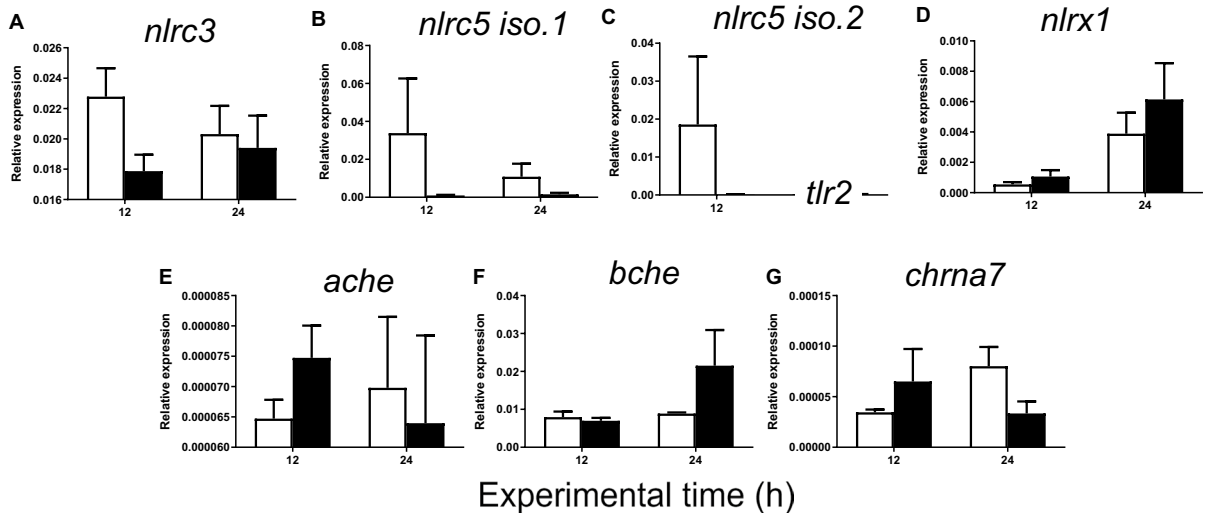 A
nlrc3
Relative expression
0.026
0.024
0.022
0.020
0.018
0.016
12
24
B
nlrc5 iso.1
Relative expression
0.08
0.06
0.04
0.02
0.00
12
24
C
nlrc5 iso.2
Relative expression
0.04
0.03
0.02
0.01
0.00
12
tlr2
D
nlrx1
Relative expression
0.010
0.008
0.006
0.004
0.002
0.000
12
24
E
ache
Relative expression
0.000085
0.000080
0.000075
0.000070
0.000065
0.000060
12
24
F
bche
Relative expression
0.04
0.03
0.02
0.01
0.00
12
24
G
chrna7
Relative expression
0.00015
0.00010
0.00005
0.00000
12
24
Experimental time (h)